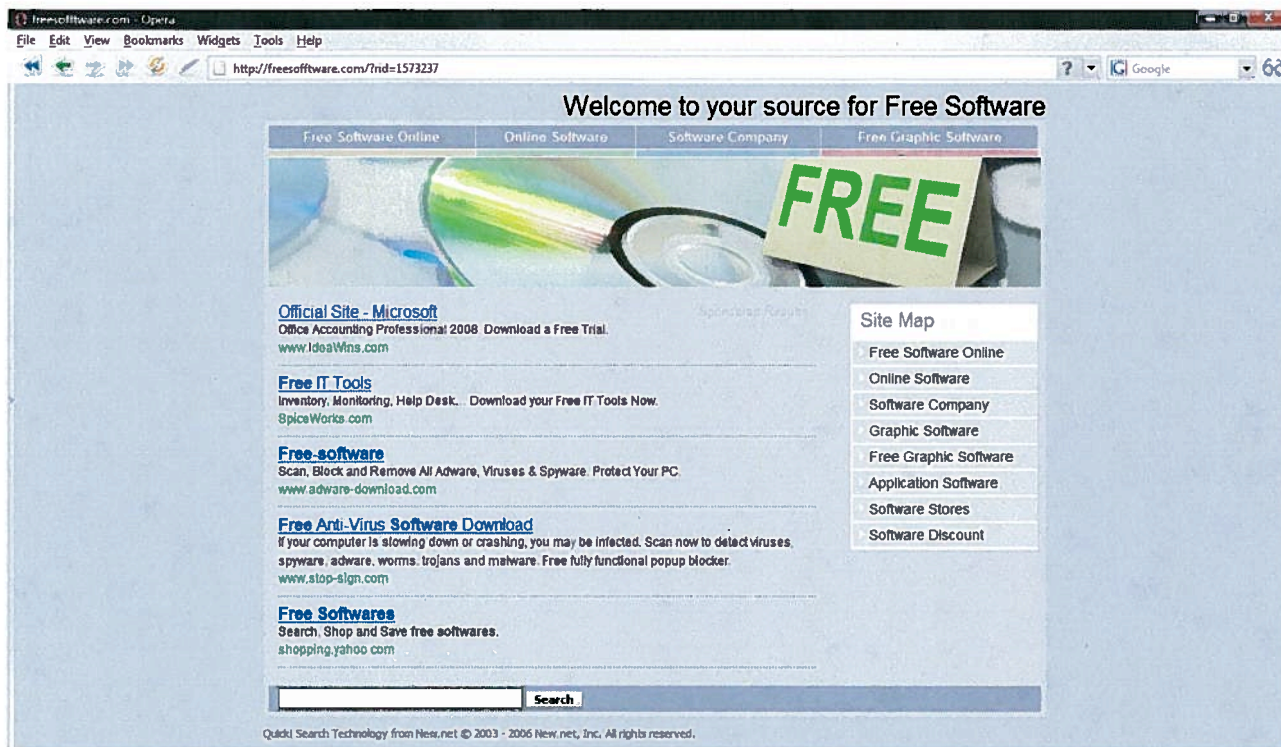 freesofftware.com - Opera
File Edit View Bookmarks Widgets Tools Help
http://freesofftware.com/?rid=1573237
? Google
Welcome to your source for Free Software
Free Software Online Online Software Software Company Free Graphic Software
FREE
Official Site - Microsoft
Sponsored Results
Office Accounting Professional 2008 Download a Free Trial.
www.IdeaWins.com
Free IT Tools
Inventory, Monitoring, Help Desk... Download your Free IT Tools Now.
SpiceWorks.com
Free-software
Scan, Block and Remove All Adware, Viruses & Spyware. Protect Your PC.
www.adware-download.com
Free Anti-Virus Software Download
If your computer is slowing down or crashing, you may be infected. Scan now to detect viruses,
spyware, adware, worms, trojans and malware. Free fully functional popup blocker.
www.stop-sign.com
Free Softwares
Search, Shop and Save free softwares.
shopping.yahoo.com
Site Map
Free Software Online
Online Software
Software Company
Graphic Software
Free Graphic Software
Application Software
Software Stores
Software Discount
Search
Quick! Search Technology from New.net © 2003 - 2006 New.net, Inc. All rights reserved.